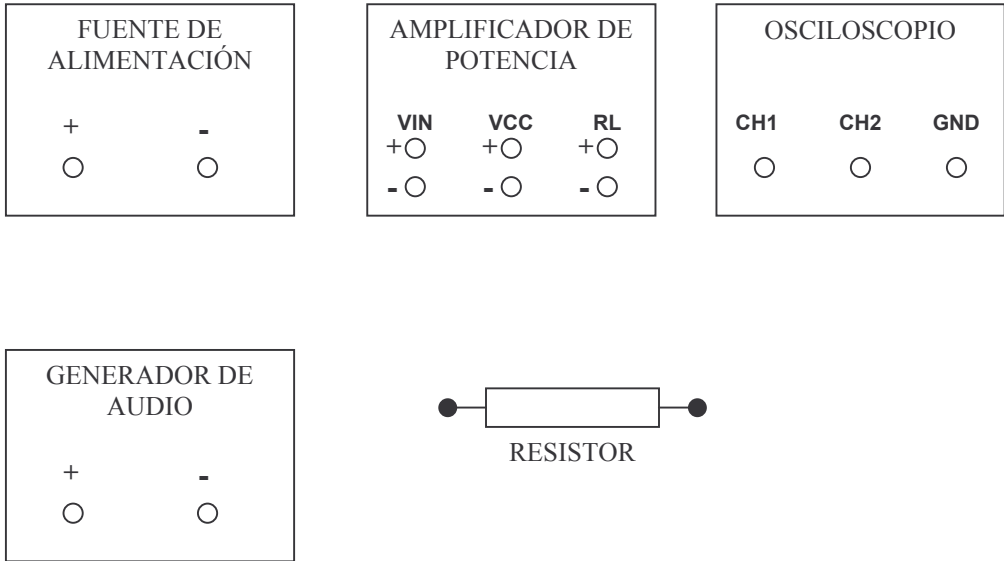 FUENTE DE
ALIMENTACIÓN
+ -
AMPLIFICADOR DE
POTENCIA
VIN VCC RL
+ + +
- - -
OSCILOSCOPIO
CH1 CH2 GND
GENERADOR DE
AUDIO
+ -
RESISTOR